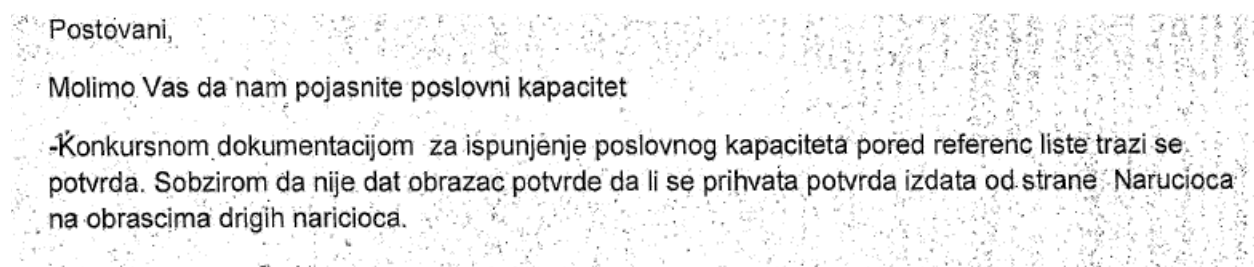 Postovani,
Molimo Vas da nam pojasnite poslovni kapacitet
-Konkursnom dokumentacijom za ispunjenje poslovnog kapaciteta pored referenc liste trazi se
potvrda. Sobzirom da nije dat obrazac potvrde da li se prihvata potvrda izdata od strane Narucioca
na obrascima drigih naricioca.